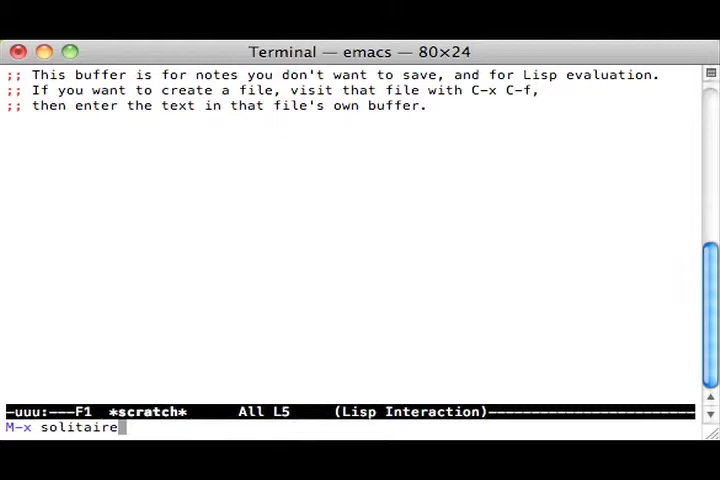 Terminal — emacs — 80×24
;; This buffer is for notes you don't want to save, and for Lisp evaluation.
;; If you want to create a file, visit that file with C-x C-f,
;; then enter the text in that file's own buffer.
-uuu:---F1  *scratch*      All L5     (Lisp Interaction)------------------------
M-x solitaire